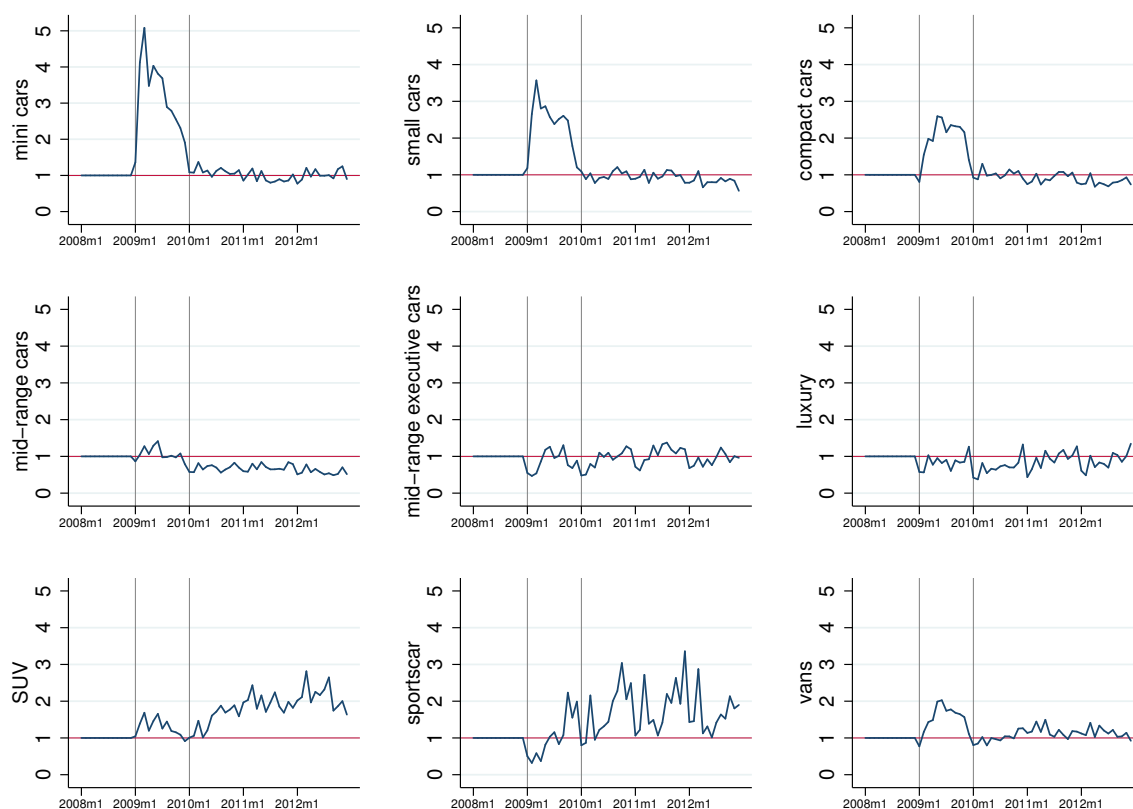 mini cars
0 1 2 3 4 5
2008m1 2009m1 2010m1 2011m1 2012m1
small cars
0 1 2 3 4 5
2008m1 2009m1 2010m1 2011m1 2012m1
compact cars
0 1 2 3 4 5
2008m1 2009m1 2010m1 2011m1 2012m1
mid−range cars
0 1 2 3 4 5
2008m1 2009m1 2010m1 2011m1 2012m1
mid−range executive cars
0 1 2 3 4 5
2008m1 2009m1 2010m1 2011m1 2012m1
luxury
0 1 2 3 4 5
2008m1 2009m1 2010m1 2011m1 2012m1
SUV
0 1 2 3 4 5
2008m1 2009m1 2010m1 2011m1 2012m1
sportscar
0 1 2 3 4 5
2008m1 2009m1 2010m1 2011m1 2012m1
vans
0 1 2 3 4 5
2008m1 2009m1 2010m1 2011m1 2012m1